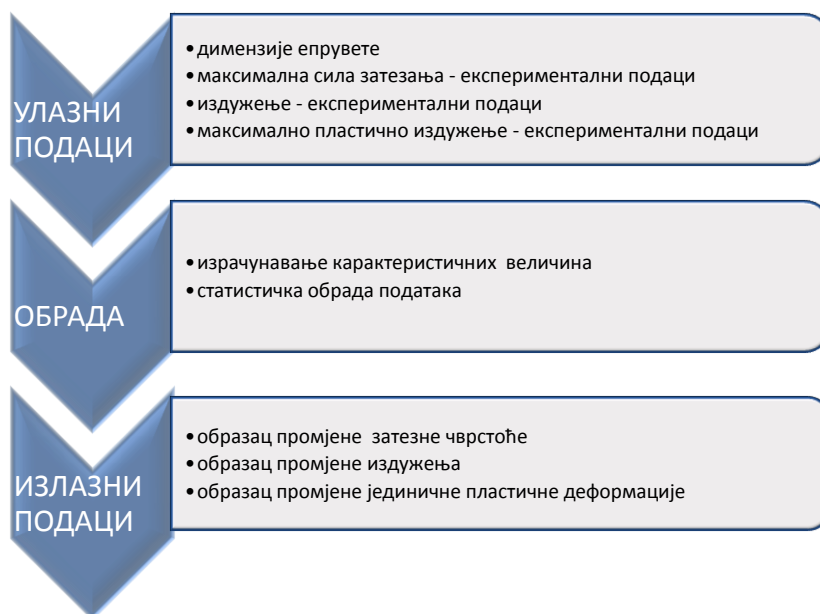 УЛАЗНИ
ПОДАЦИ
•димензије епрувете
•максимална сила затезања - експериментални подаци
•издужење - експериментални подаци
•максимално пластично издужење - експериментални подаци
ОБРАДА
•израчунавање карактеристичних  величина
•статистичка обрада података
ИЗЛАЗНИ
ПОДАЦИ
•образац промјене  затезне чврстоће
•образац промјене издужења
•образац промјене јединичне пластичне деформације